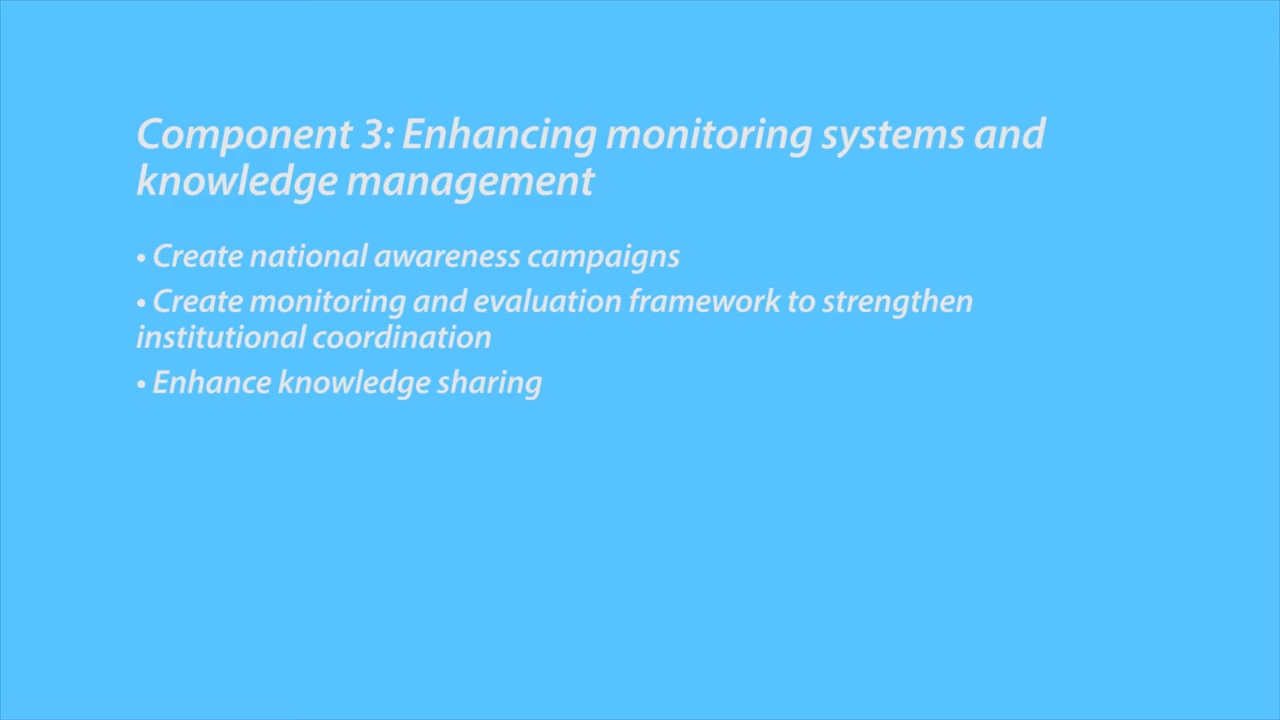 Component 3: Enhancing monitoring systems and
knowledge management
• Create national awareness campaigns
• Create monitoring and evaluation framework to strengthen
institutional coordination
• Enhance knowledge sharing